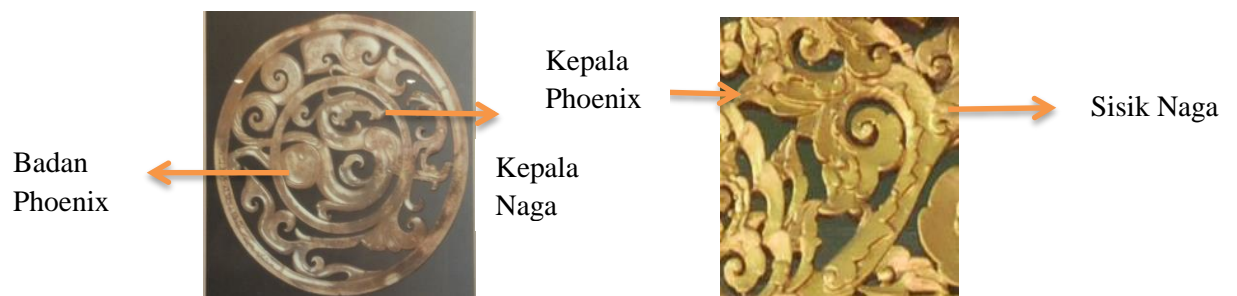 Badan
Phoenix
Kepala
Naga
Kepala
Phoenix
Sisik Naga